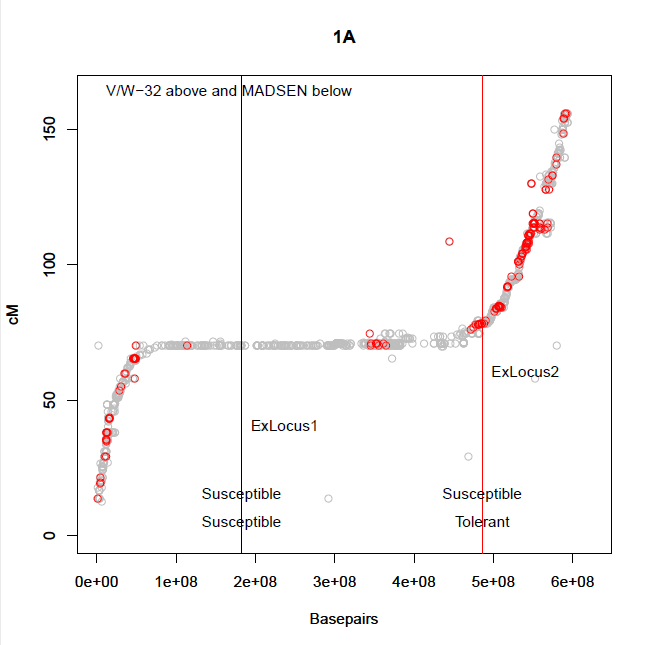 1A
V/W−32 above and MADSEN below
cM
150
100
50
0
ExLocus2
ExLocus1
Susceptible
Susceptible
Susceptible
Tolerant
0e+00 1e+08 2e+08 3e+08 4e+08 5e+08 6e+08
Basepairs